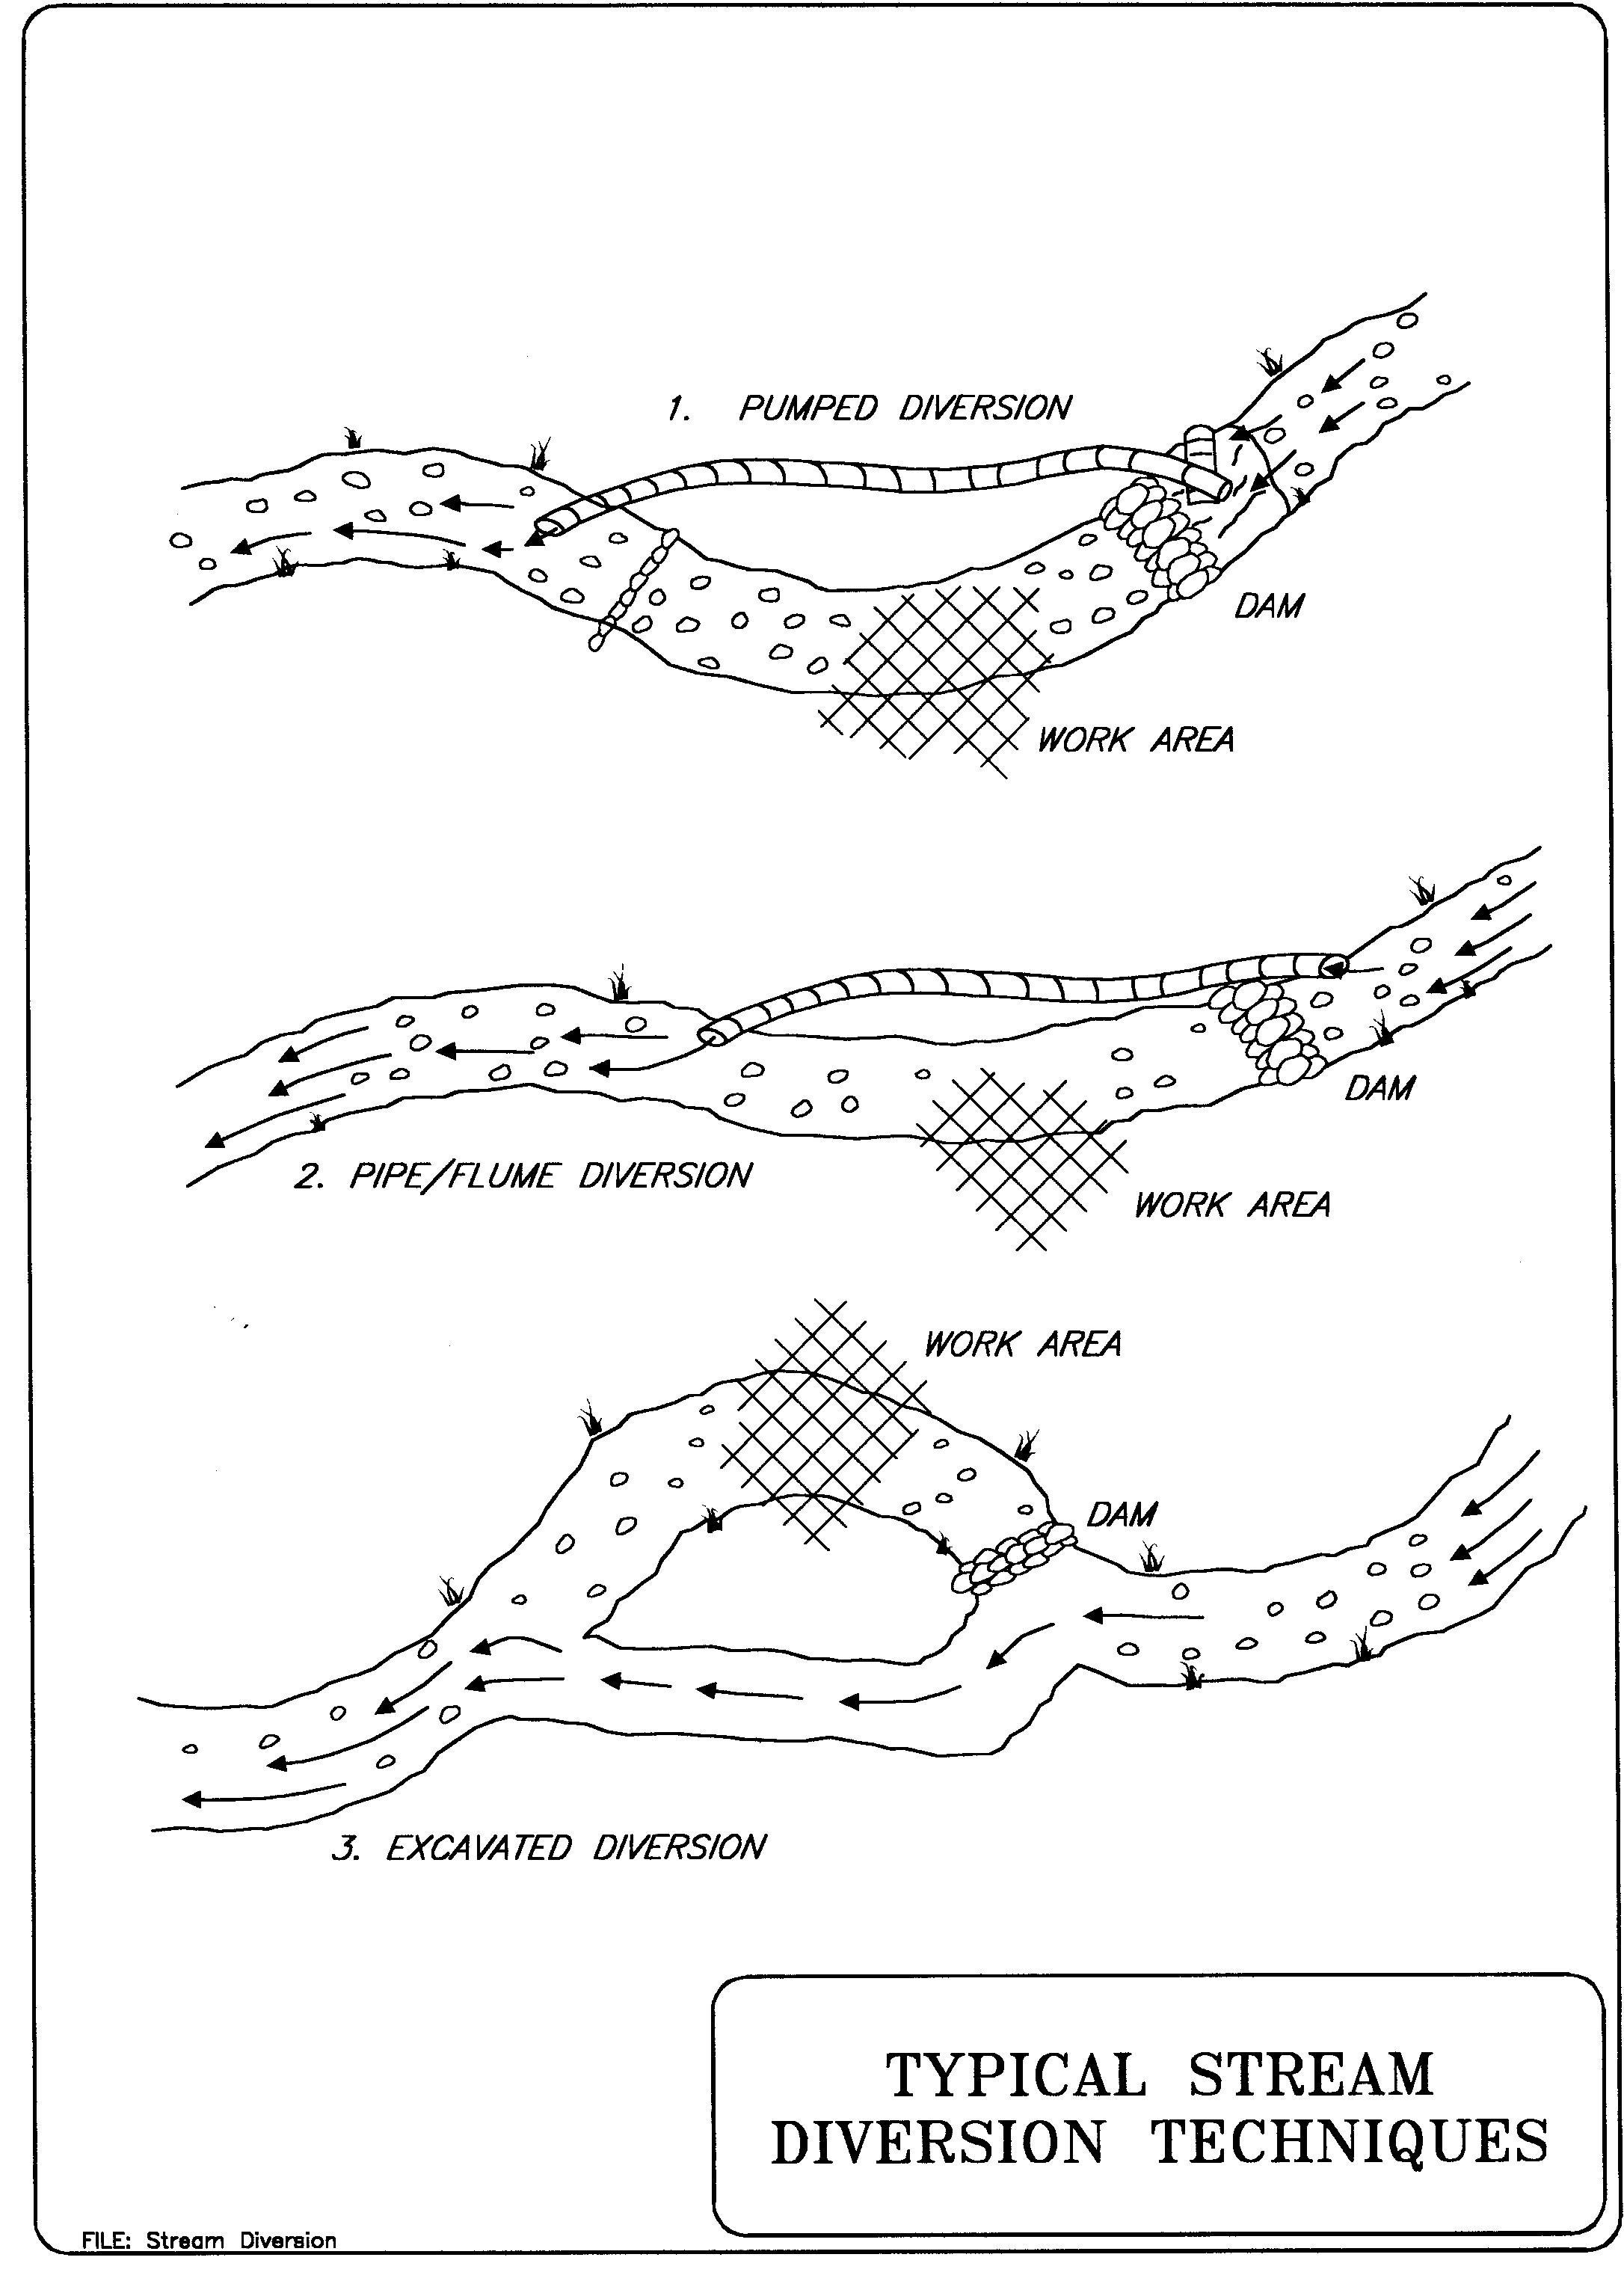 1. PUMPED DIVERSION
DAM
WORK AREA
DAM
2. PIPE/FLUME DIVERSION
WORK AREA
WORK AREA
DAM
3. EXCAVATED DIVERSION
TYPICAL STREAM
DIVERSION TECHNIQUES
FILE: Stream Diversion